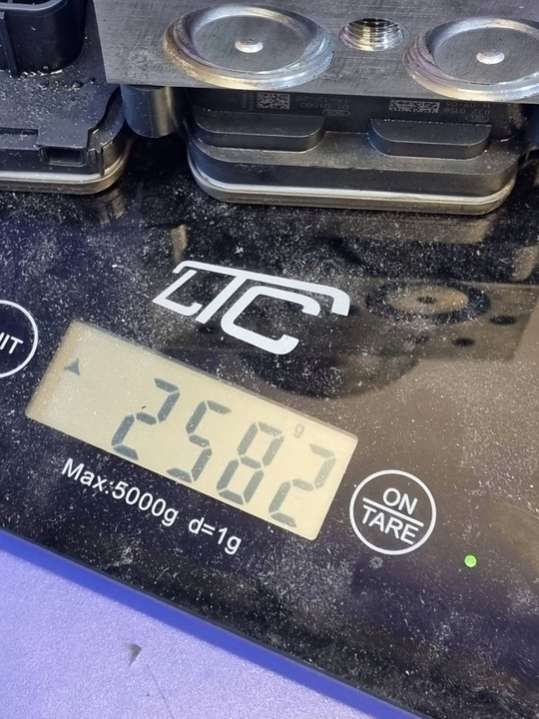 LTC
g
2582
Max:5000g d=1g
ON
TARE